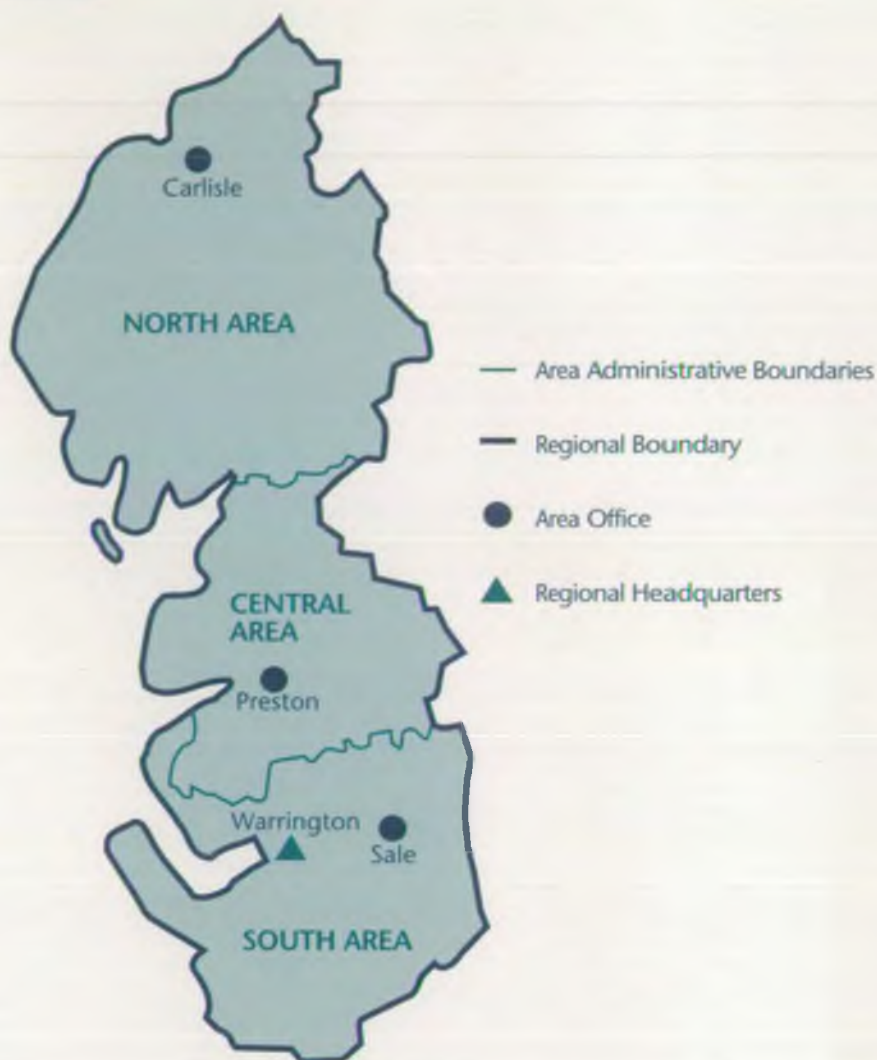 Carlisle
NORTH AREA
Area Administrative Boundaries
Regional Boundary
Area Office
Regional Headquarters
CENTRAL
AREA
Preston
Warrington
Sale
SOUTH AREA